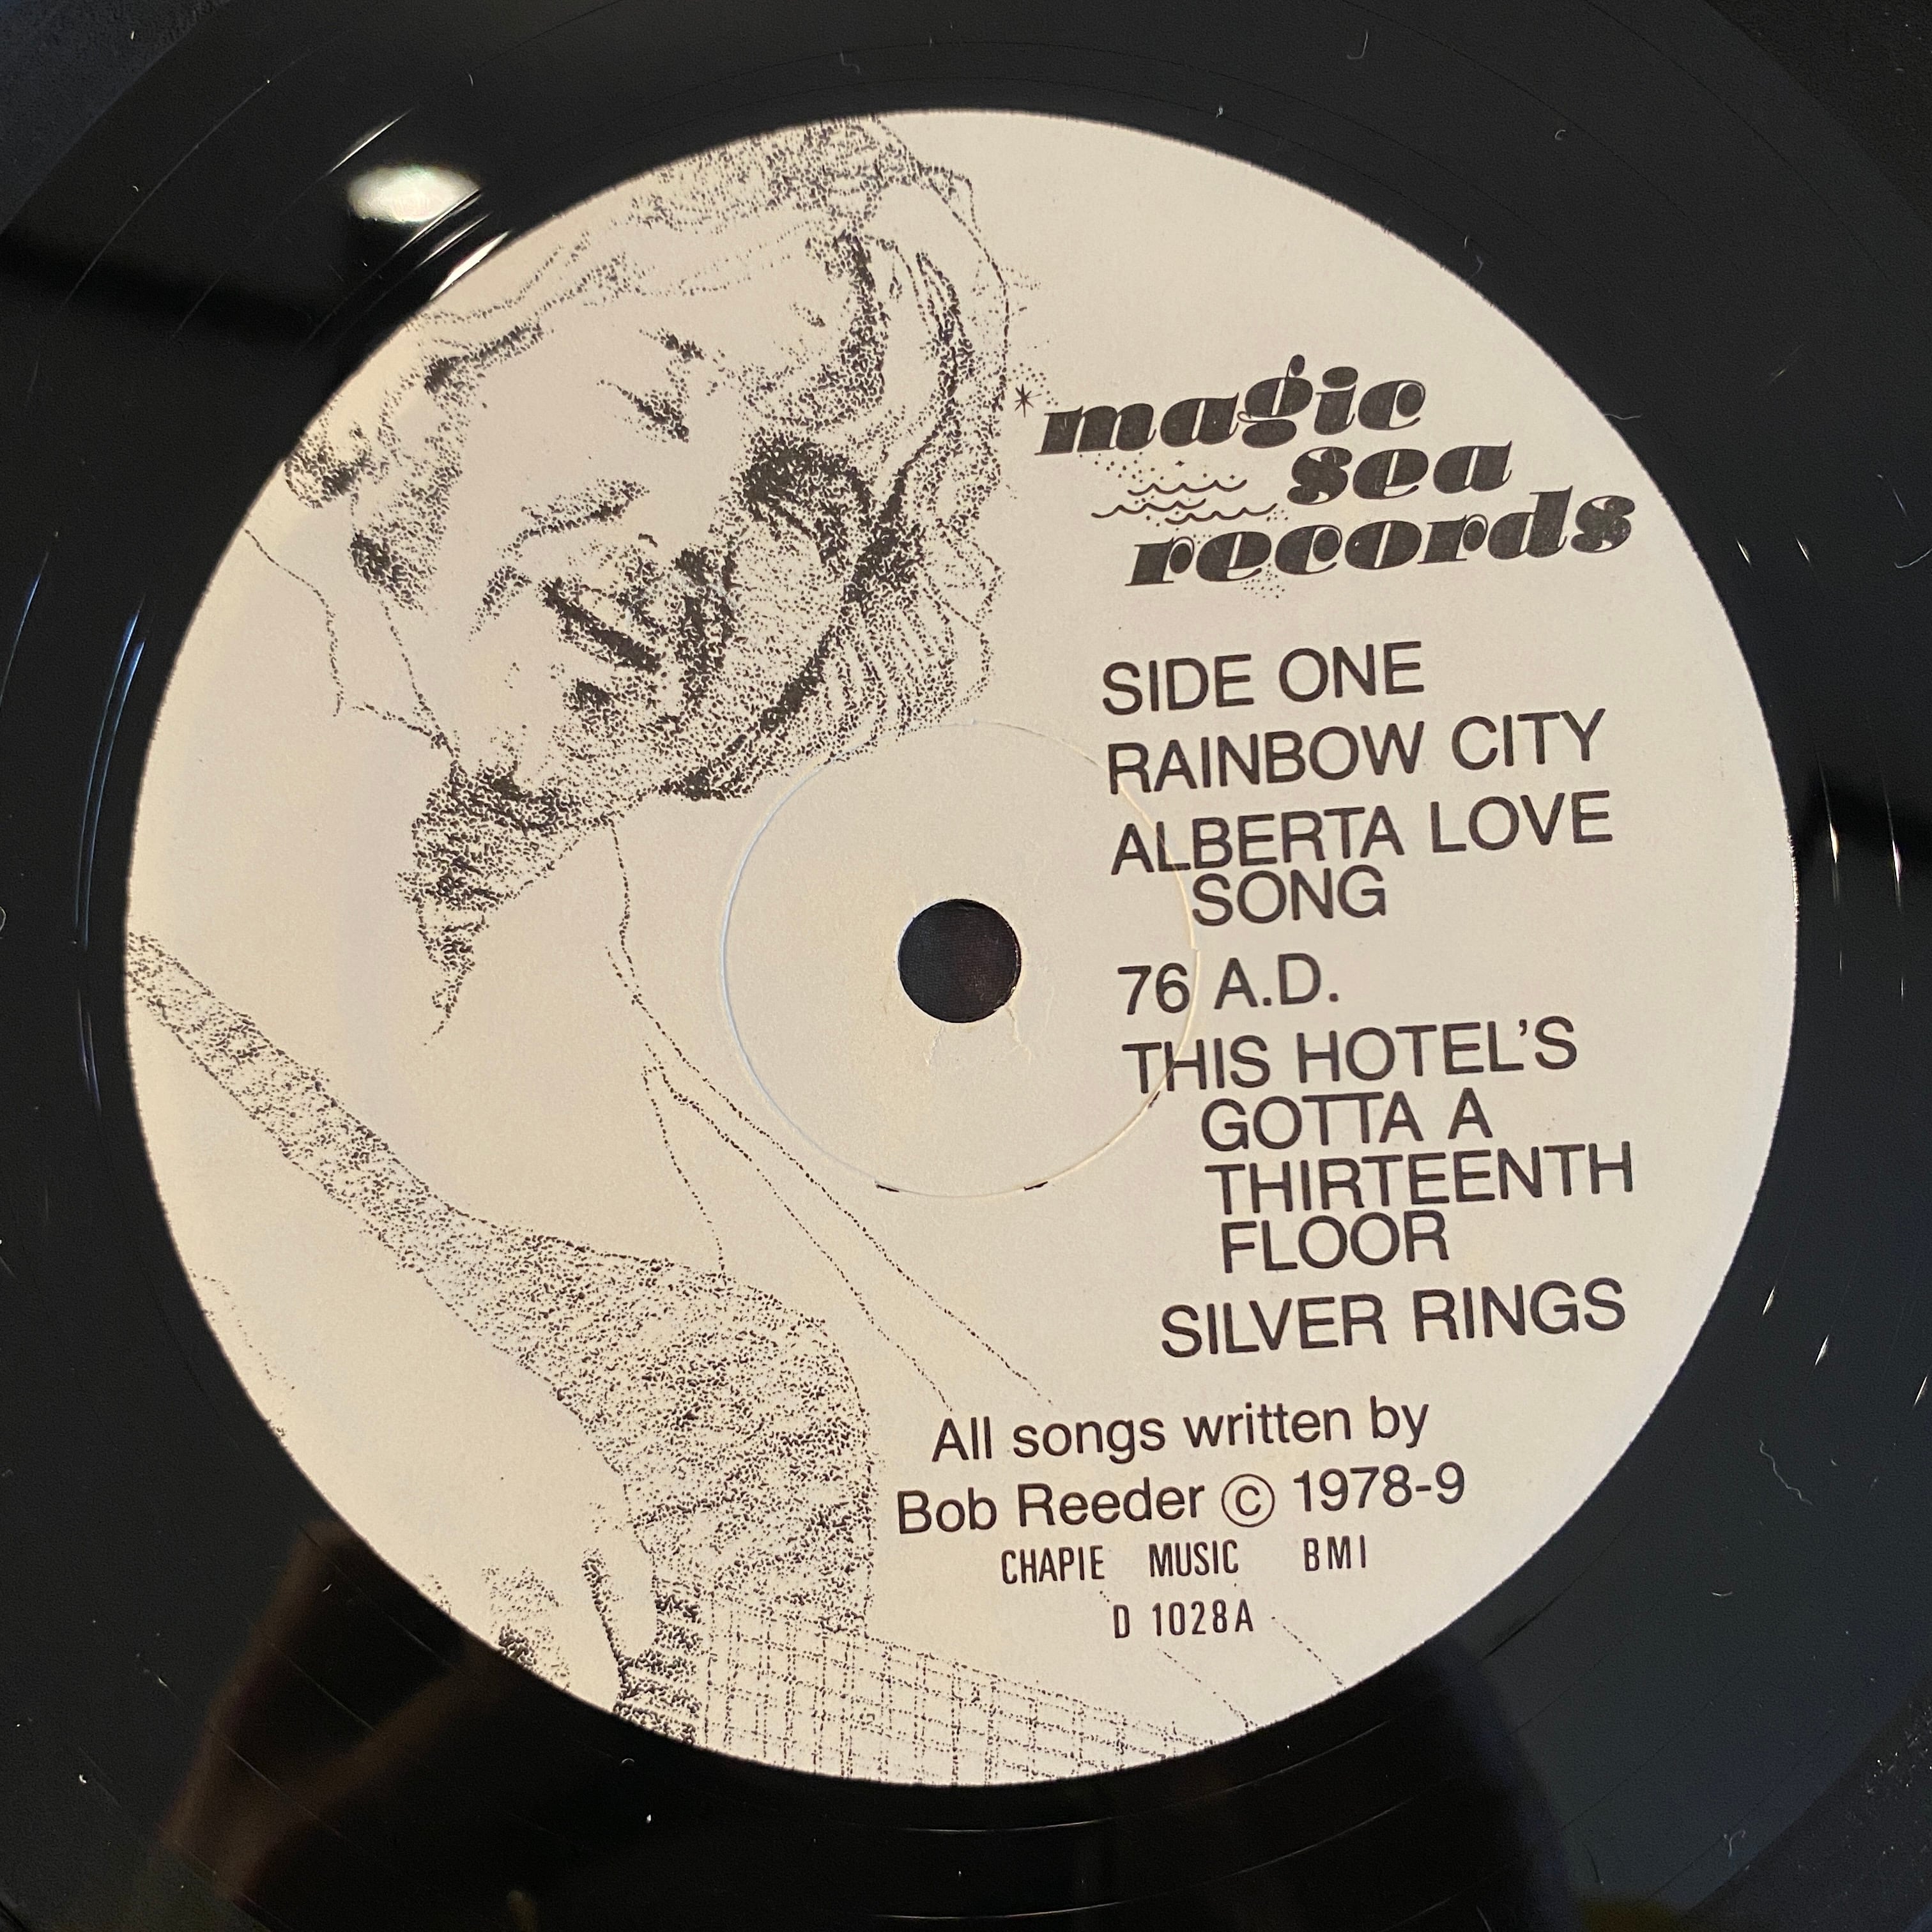 magic
sea
records
SIDE ONE
RAINBOW CITY
ALBERTA LOVE
SONG
76 A.D.
THIS HOTEL'S
GOTTA A
THIRTEENTH
FLOOR
SILVER RINGS
All songs written by
Bob Reeder © 1978-9
CHAPIE MUSIC BMI
D 1028A